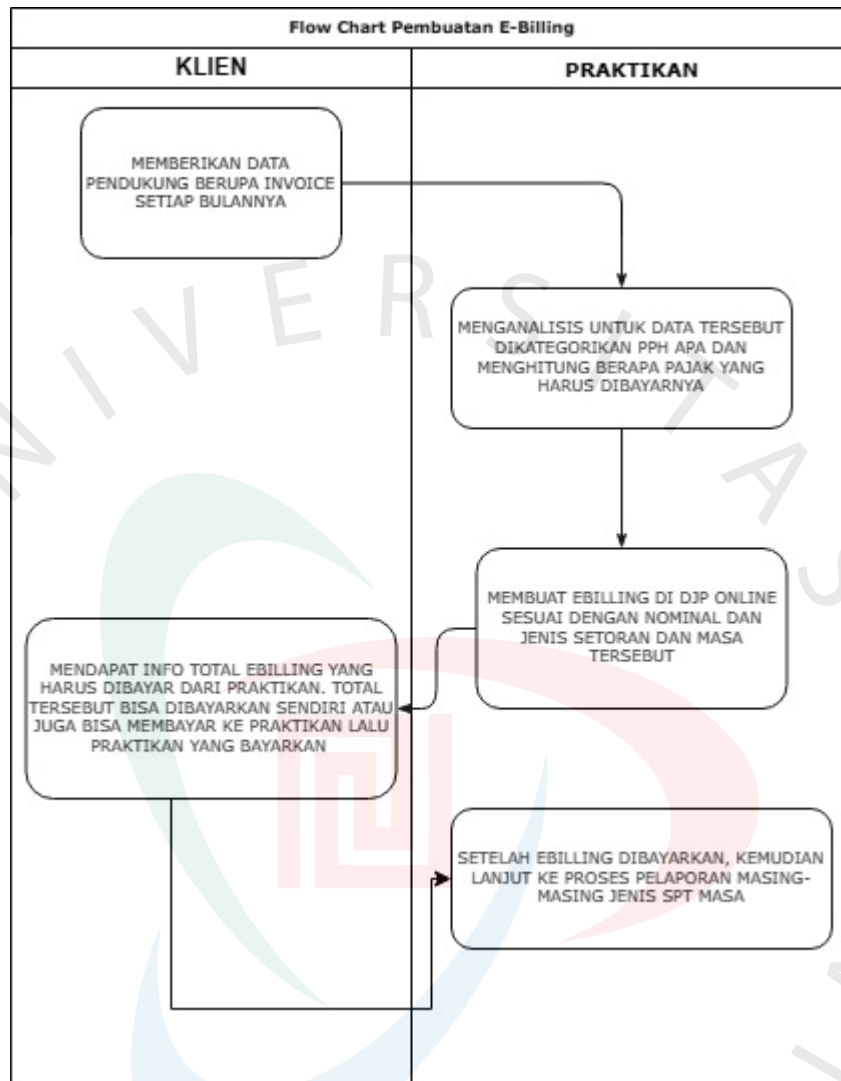 Flow Chart Pembuatan E-Billing
KLIEN
PRAKTIKAN
MEMBERIKAN DATA
PENDUKUNG BERUPA INVOICE
SETIAP BULANNYA
MENGANALISIS UNTUK DATA TERSEBUT
DIKATEGORIKAN PPH APA DAN
MENGHITUNG BERAPA PAJAK YANG
HARUS DIBAYARNYA
MEMBUAT EBILLING DI DJP ONLINE
SESUAI DENGAN NOMINAL DAN
JENIS SETORAN DAN MASA
TERSEBUT
MENDAPAT INFO TOTAL EBILLING YANG
HARUS DIBAYAR DARI PRAKTIKAN. TOTAL
TERSEBUT BISA DIBAYARKAN SENDIRI ATAU
JUGA BISA MEMBAYAR KE PRAKTIKAN LALU
PRAKTIKAN YANG BAYARKAN
SETELAH EBILLING DIBAYARKAN, KEMUDIAN
LANJUT KE PROSES PELAPORAN MASING-
MASING JENIS SPT MASA
NIVERSITAS